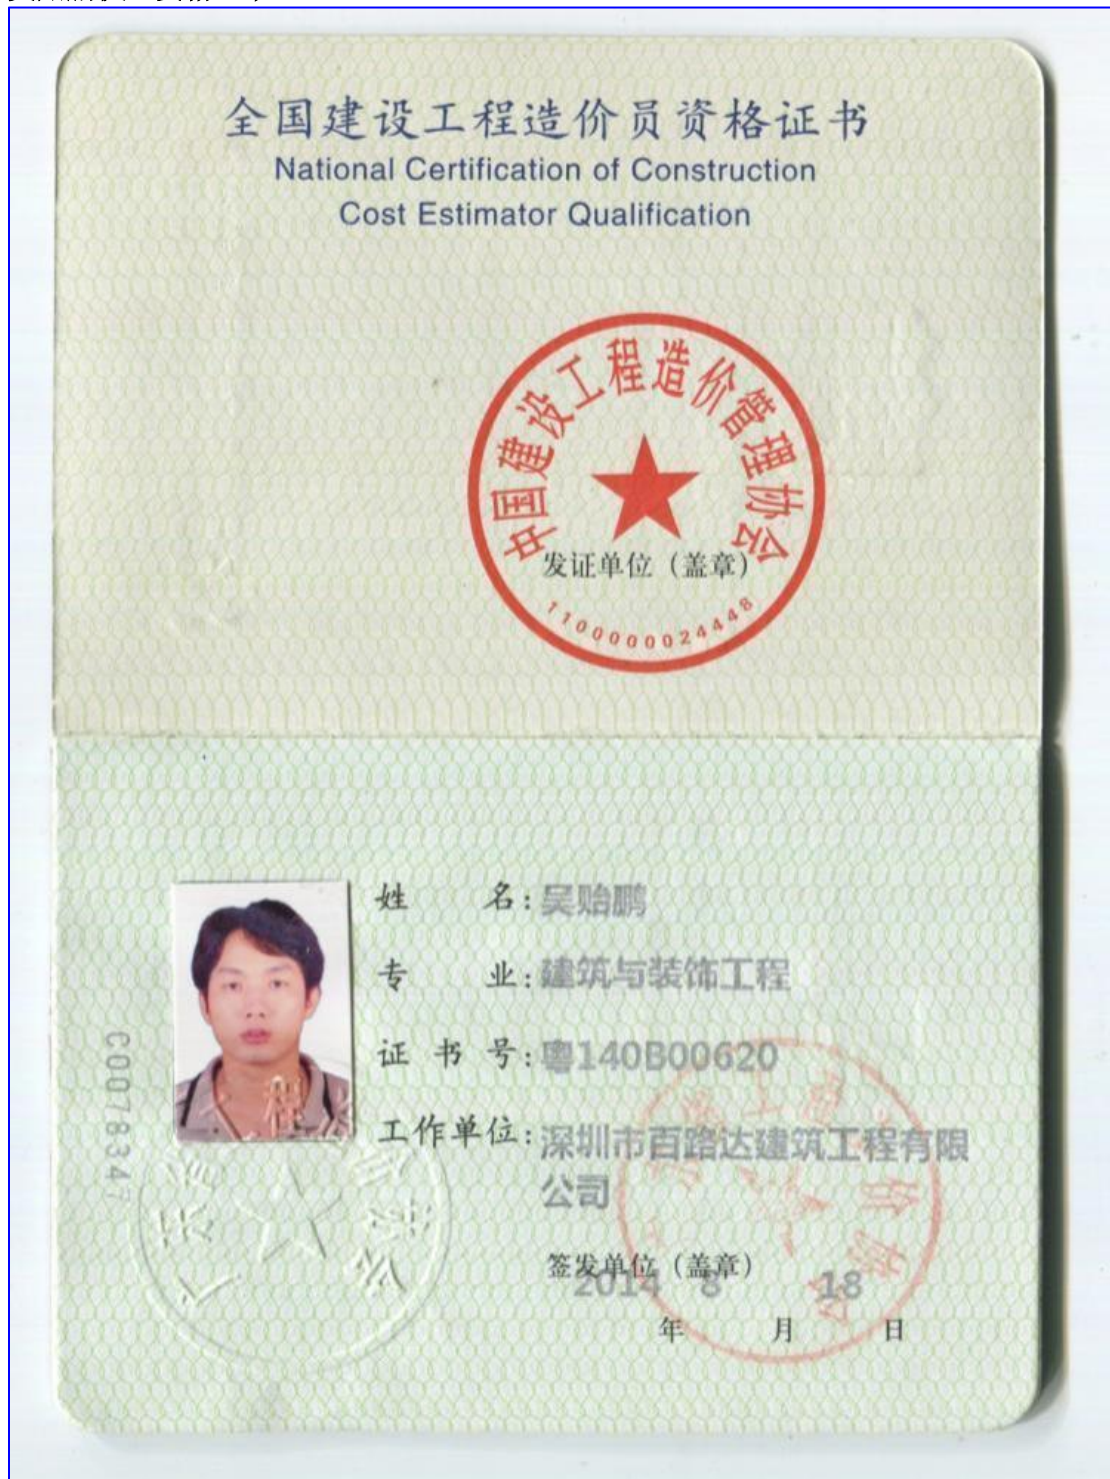 全国建设工程造价员资格证书
National Certification of Construction
Cost Estimator Qualification
中国建设工程造价管理协会
发证单位（盖章）
1100000024448
姓 名：吴贻鹏
专 业：建筑与装饰工程
证 书 号：粤140B00620
工作单位：深圳市百路达建筑工程有限
公司
C0078347
签发单位（盖章）
2014 8 18
年 月 日